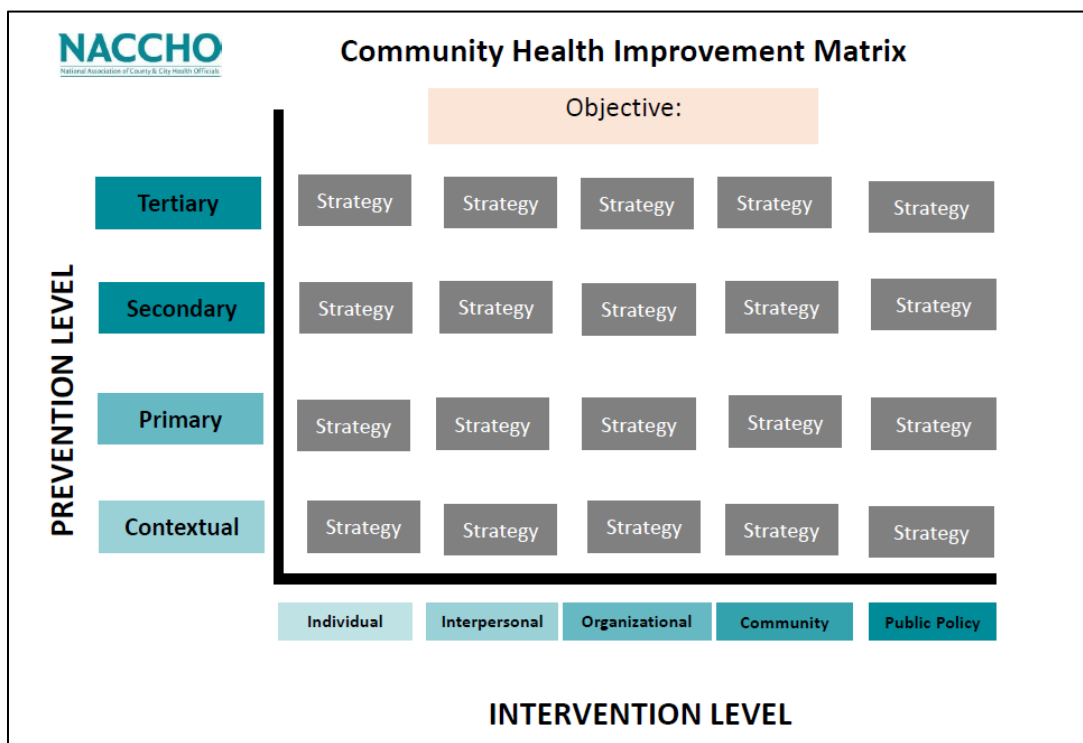 NACCHO
National Association of County & City Health Officials
Community Health Improvement Matrix
Objective:
PREVENTION LEVEL
Tertiary
Strategy
Strategy
Strategy
Strategy
Strategy
Secondary
Strategy
Strategy
Strategy
Strategy
Strategy
Primary
Strategy
Strategy
Strategy
Strategy
Strategy
Contextual
Strategy
Strategy
Strategy
Strategy
Strategy
Individual
Interpersonal
Organizational
Community
Public Policy
INTERVENTION LEVEL